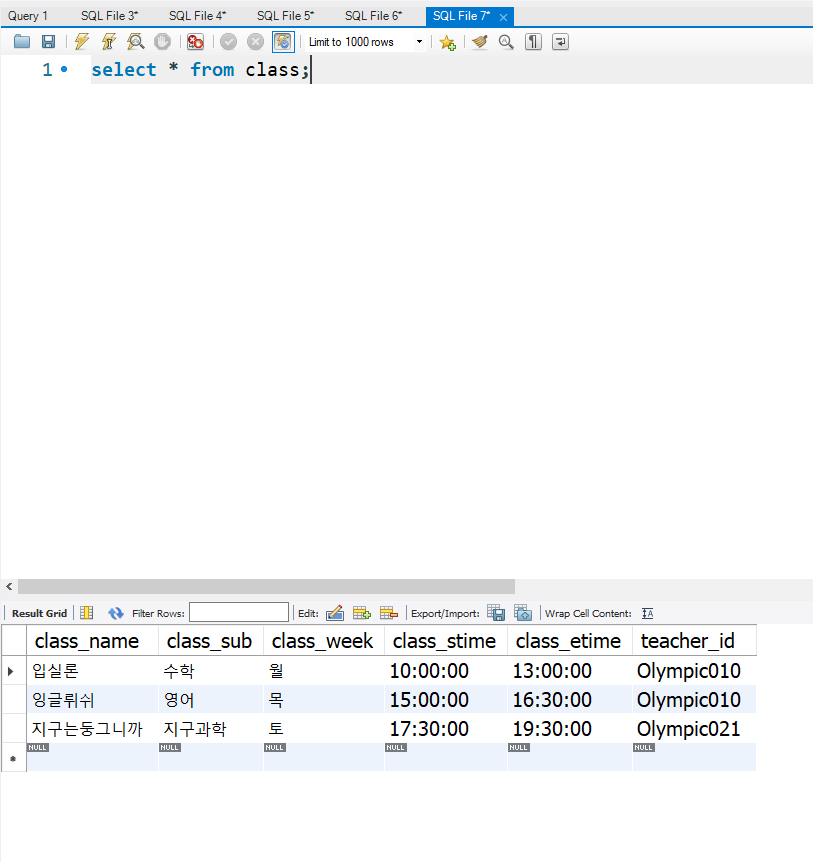 Query 1 SQL File 3* SQL File 4* SQL File 5* SQL File 6* SQL File 7*
Limit to 1000 rows
1 select * from class;
Result Grid Filter Rows: Edit: Export/Import: Wrap Cell Content:
class_name class_sub class_week class_stime class_etime teacher_id
입실론 수학 월 10:00:00 13:00:00 Olympic010
잉글뤼쉬 영어 목 15:00:00 16:30:00 Olympic010
지구는둥그니까 지구과학 토 17:30:00 19:30:00 Olympic021
NULL NULL NULL NULL NULL NULL